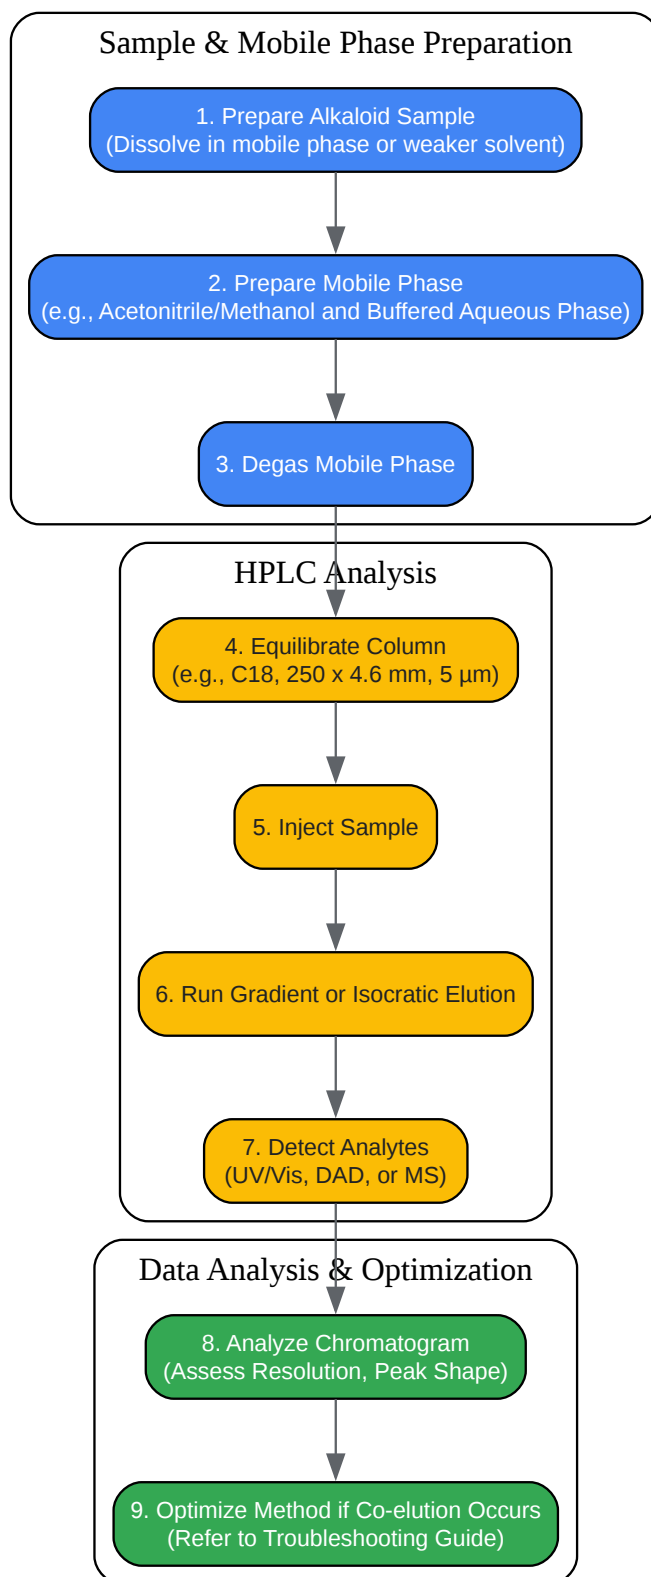 Sample & Mobile Phase Preparation
1. Prepare Alkaloid Sample
(Dissolve in mobile phase or weaker solvent)
2. Prepare Mobile Phase
(e.g., Acetonitrile/Methanol and Buffered Aqueous Phase)
3. Degas Mobile Phase
HPLC Analysis
4. Equilibrate Column
(e.g., C18, 250 x 4.6 mm, 5 µm)
5. Inject Sample
6. Run Gradient or Isocratic Elution
7. Detect Analytes
(UV/Vis, DAD, or MS)
Data Analysis & Optimization
8. Analyze Chromatogram
(Assess Resolution, Peak Shape)
9. Optimize Method if Co-elution Occurs
(Refer to Troubleshooting Guide)